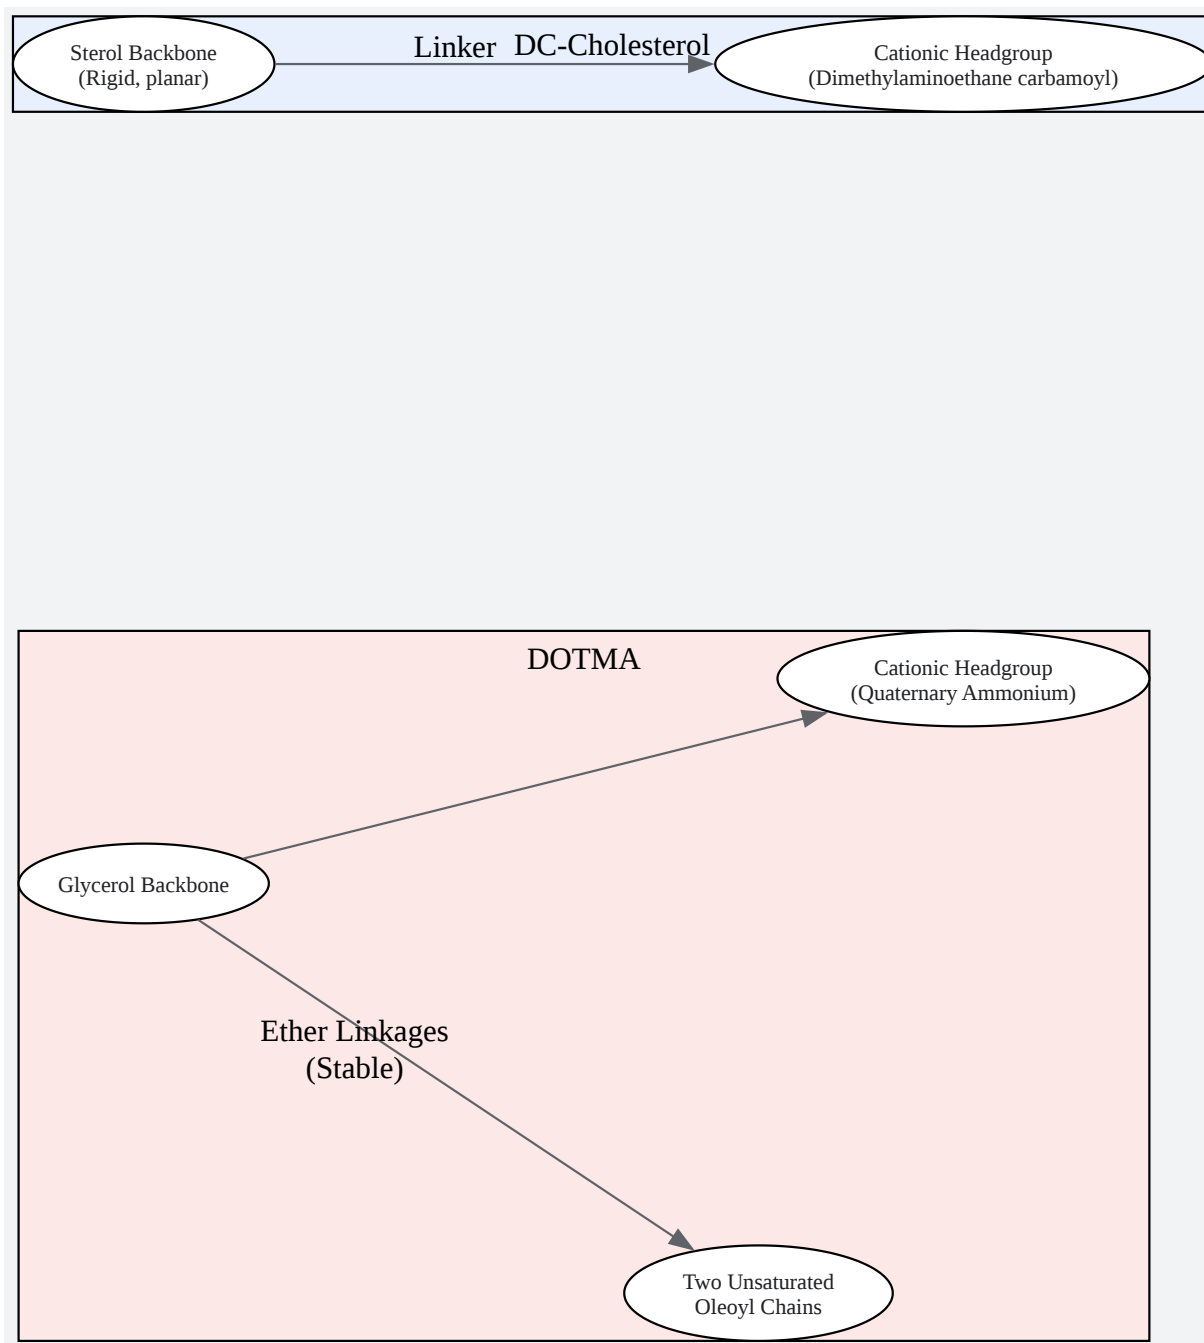 Sterol Backbone
(Rigid, planar)
Linker
DC-Cholesterol
Cationic Headgroup
(Dimethylaminoethane carbamoyl)
DOTMA
Cationic Headgroup
(Quaternary Ammonium)
Glycerol Backbone
Ether Linkages
(Stable)
Two Unsaturated
Oleoyl Chains